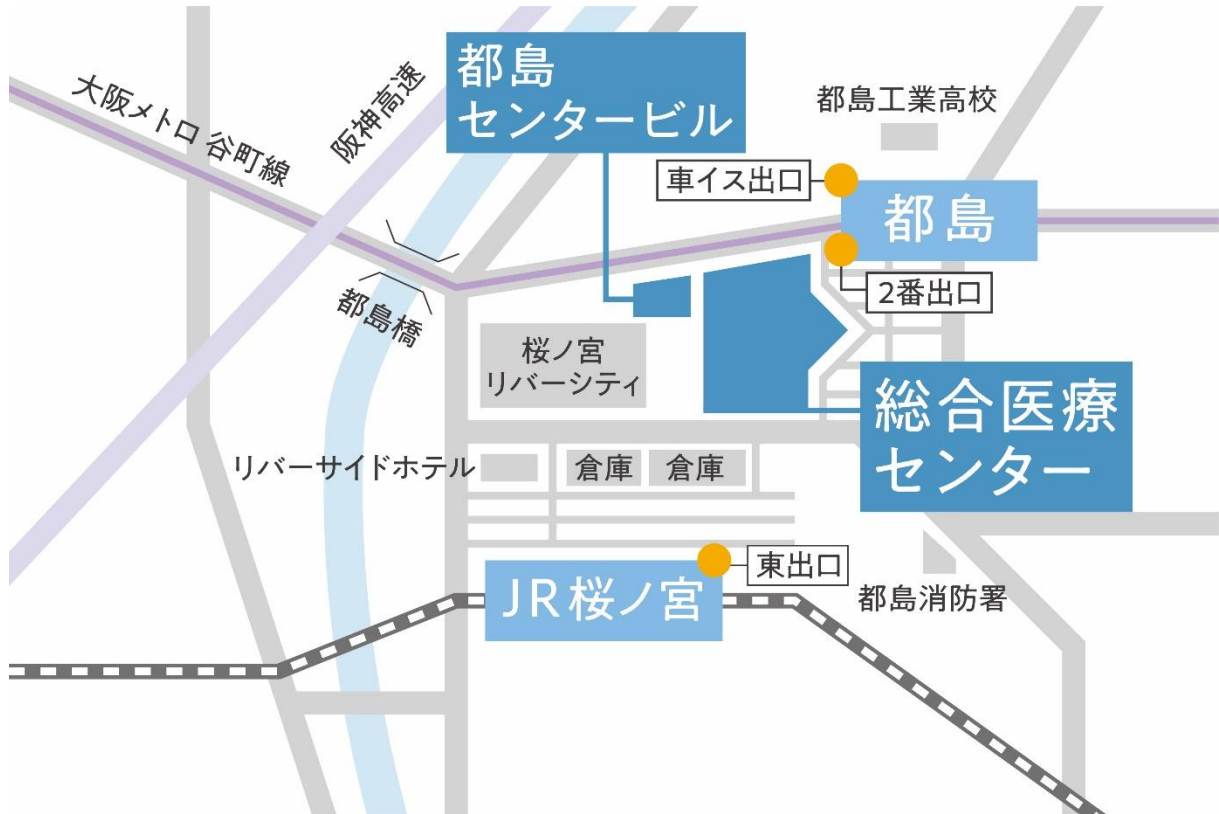 都島
センタービル
大阪メトロ 谷町線
阪神高速
都島工業高校
車イス出口
都島
2番出口
都島橋
桜ノ宮
リバーシティ
総合医療
センター
リバーサイドホテル
倉庫
倉庫
東出口
JR桜ノ宮
都島消防署